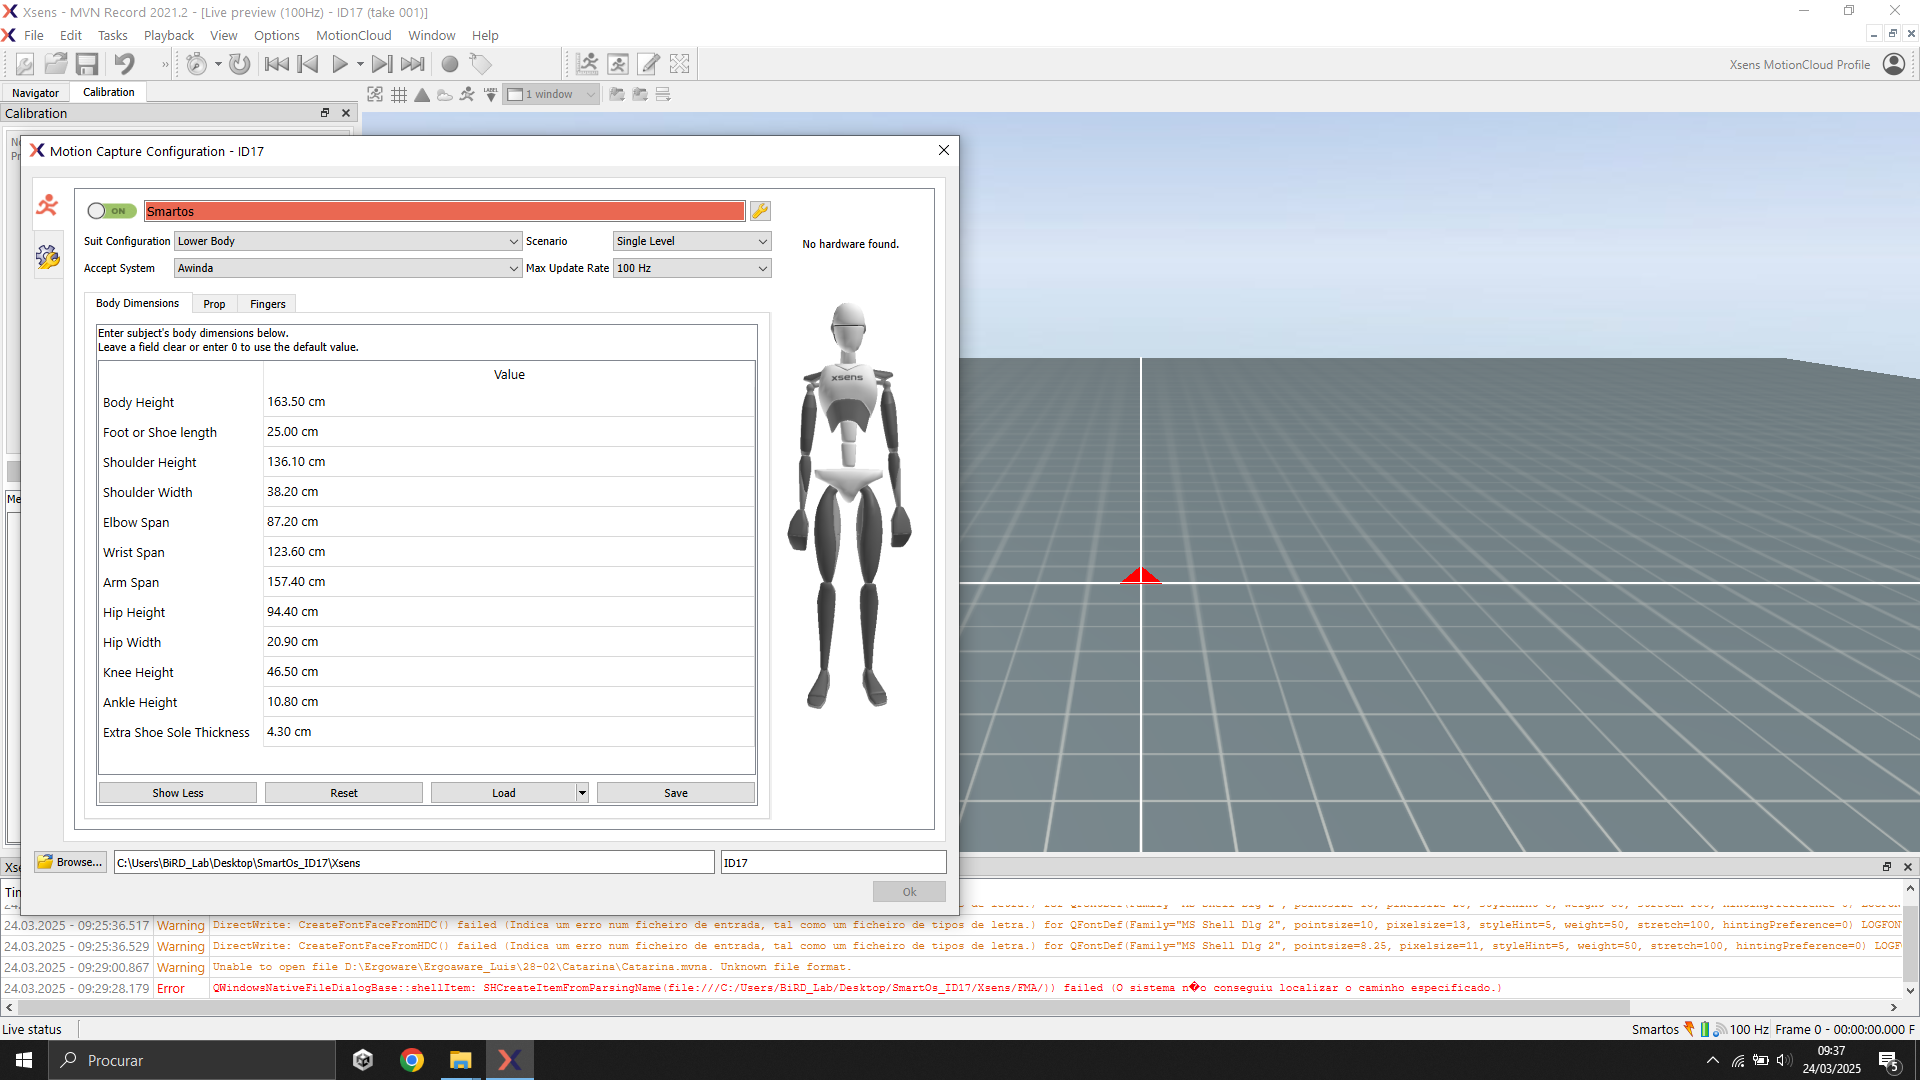 Xsens - MVN Record 2021.2 - [Live preview (100Hz) - ID17 (take 001)]
File Edit Tasks Playback View Options MotionCloud Window Help
Xsens MotionCloud Profile
Navigator Calibration
LABEL
1 window
Calibration
Motion Capture Configuration - ID17
ON
Smartos
Suit Configuration Lower Body Scenario Single Level
No hardware found.
Accept System Awinda Max Update Rate 100 Hz
Body Dimensions Prop Fingers
Enter subject's body dimensions below.
Leave a field clear or enter 0 to use the default value.
Value
Body Height 163.50 cm
Foot or Shoe length 25.00 cm
Shoulder Height 136.10 cm
Shoulder Width 38.20 cm
Elbow Span 87.20 cm
Wrist Span 123.60 cm
Arm Span 157.40 cm
Hip Height 94.40 cm
Hip Width 20.90 cm
Knee Height 46.50 cm
Ankle Height 10.80 cm
Extra Shoe Sole Thickness 4.30 cm
xsens
Show Less Reset Load Save
Browse... C:\Users\BiRD_Lab\Desktop\SmartOs_ID17\Xsens ID17
Ok
24.03.2025 - 09:25:36.517 Warning DirectWrite: CreateFontFaceFromHDC() failed (Indica um erro num ficheiro de entrada, tal como um ficheiro de tipos de letra.) for QFontDef(Family="MS Shell Dlg 2", pointsize=10, pixelsize=13, styleHint=5, weight=50, stretch=100, hintingPreference=0) LOGFON
24.03.2025 - 09:25:36.529 Warning DirectWrite: CreateFontFaceFromHDC() failed (Indica um erro num ficheiro de entrada, tal como um ficheiro de tipos de letra.) for QFontDef(Family="MS Shell Dlg 2", pointsize=8.25, pixelsize=11, styleHint=5, weight=50, stretch=100, hintingPreference=0) LOGF
24.03.2025 - 09:29:00.867 Warning Unable to open file D:\Ergoware\Ergoaware_Luis\28-02\Catarina\Catarina.mvna. Unknown file format.
24.03.2025 - 09:29:28.179 Error QWindowsNativeFileDialogBase::shellItem: SHCreateItemFromParsingName(file:///C:/Users/BiRD_Lab/Desktop/SmartOs_ID17/Xsens/FMA/)) failed (O sistema n�o conseguiu localizar o caminho especificado.)
Live status
Smartos 100 Hz Frame 0 - 00:00:00.000 F
Procurar
09:37
24/03/2025
5